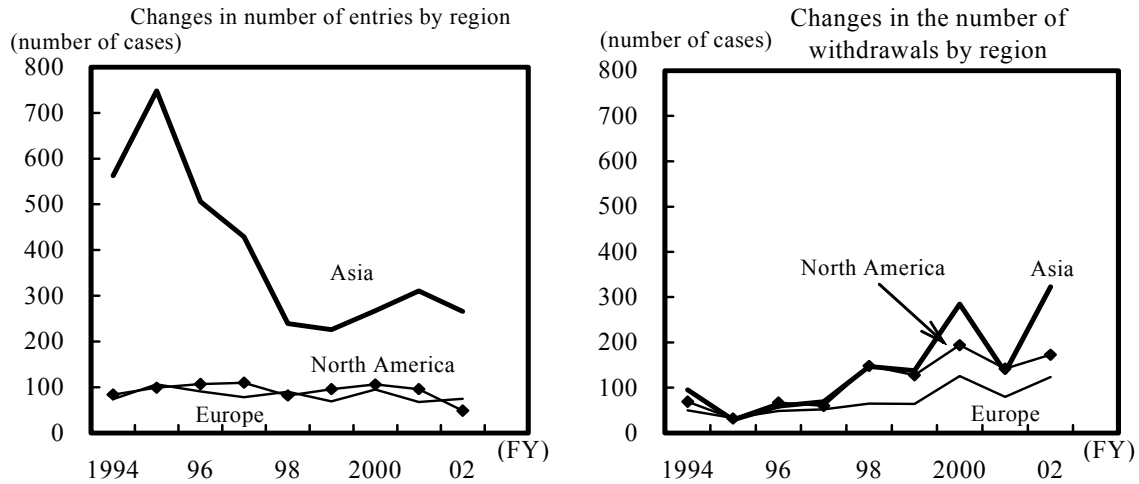 Changes in number of entries by region
(number of cases)
800
700
600
500
400
300
200
100
0
Asia
North America
Europe
1994 96 98 2000 02
(FY)
Changes in the number of
withdrawals by region
(number of cases)
800
700
600
500
400
300
200
100
0
North America
Asia
Europe
1994 96 98 2000 02
(FY)